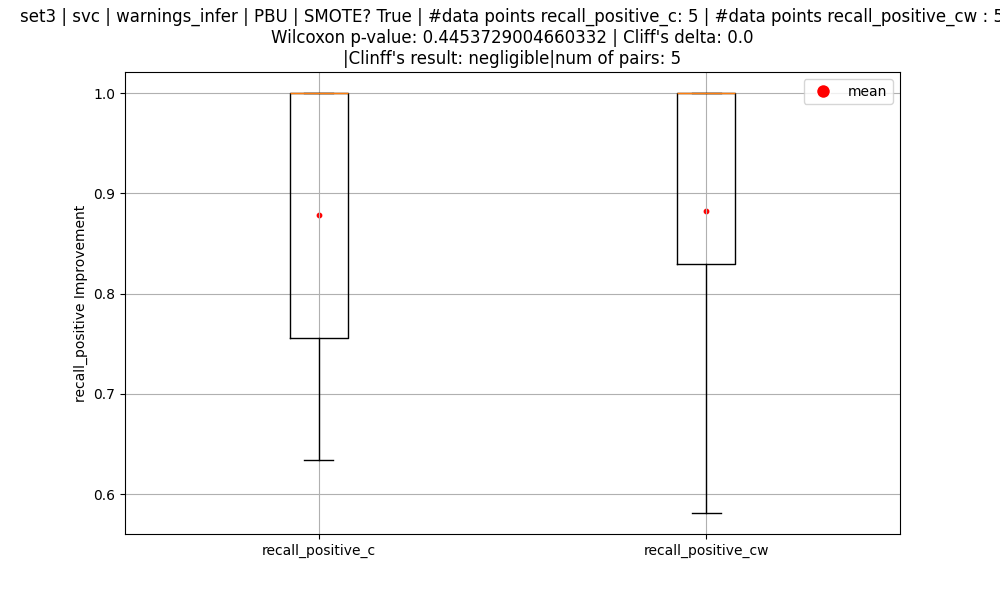 set3 | svc | warnings_infer | PBU | SMOTE? True | #data points recall_positive_c: 5 | #data points recall_positive_cw : 5
Wilcoxon p-value: 0.4453729004660332 | Cliff's delta: 0.0
|Clinff's result: negligible|num of pairs: 5
mean
1.0
0.9
0.8
0.7
0.6
recall_positive Improvement
recall_positive_c
recall_positive_cw